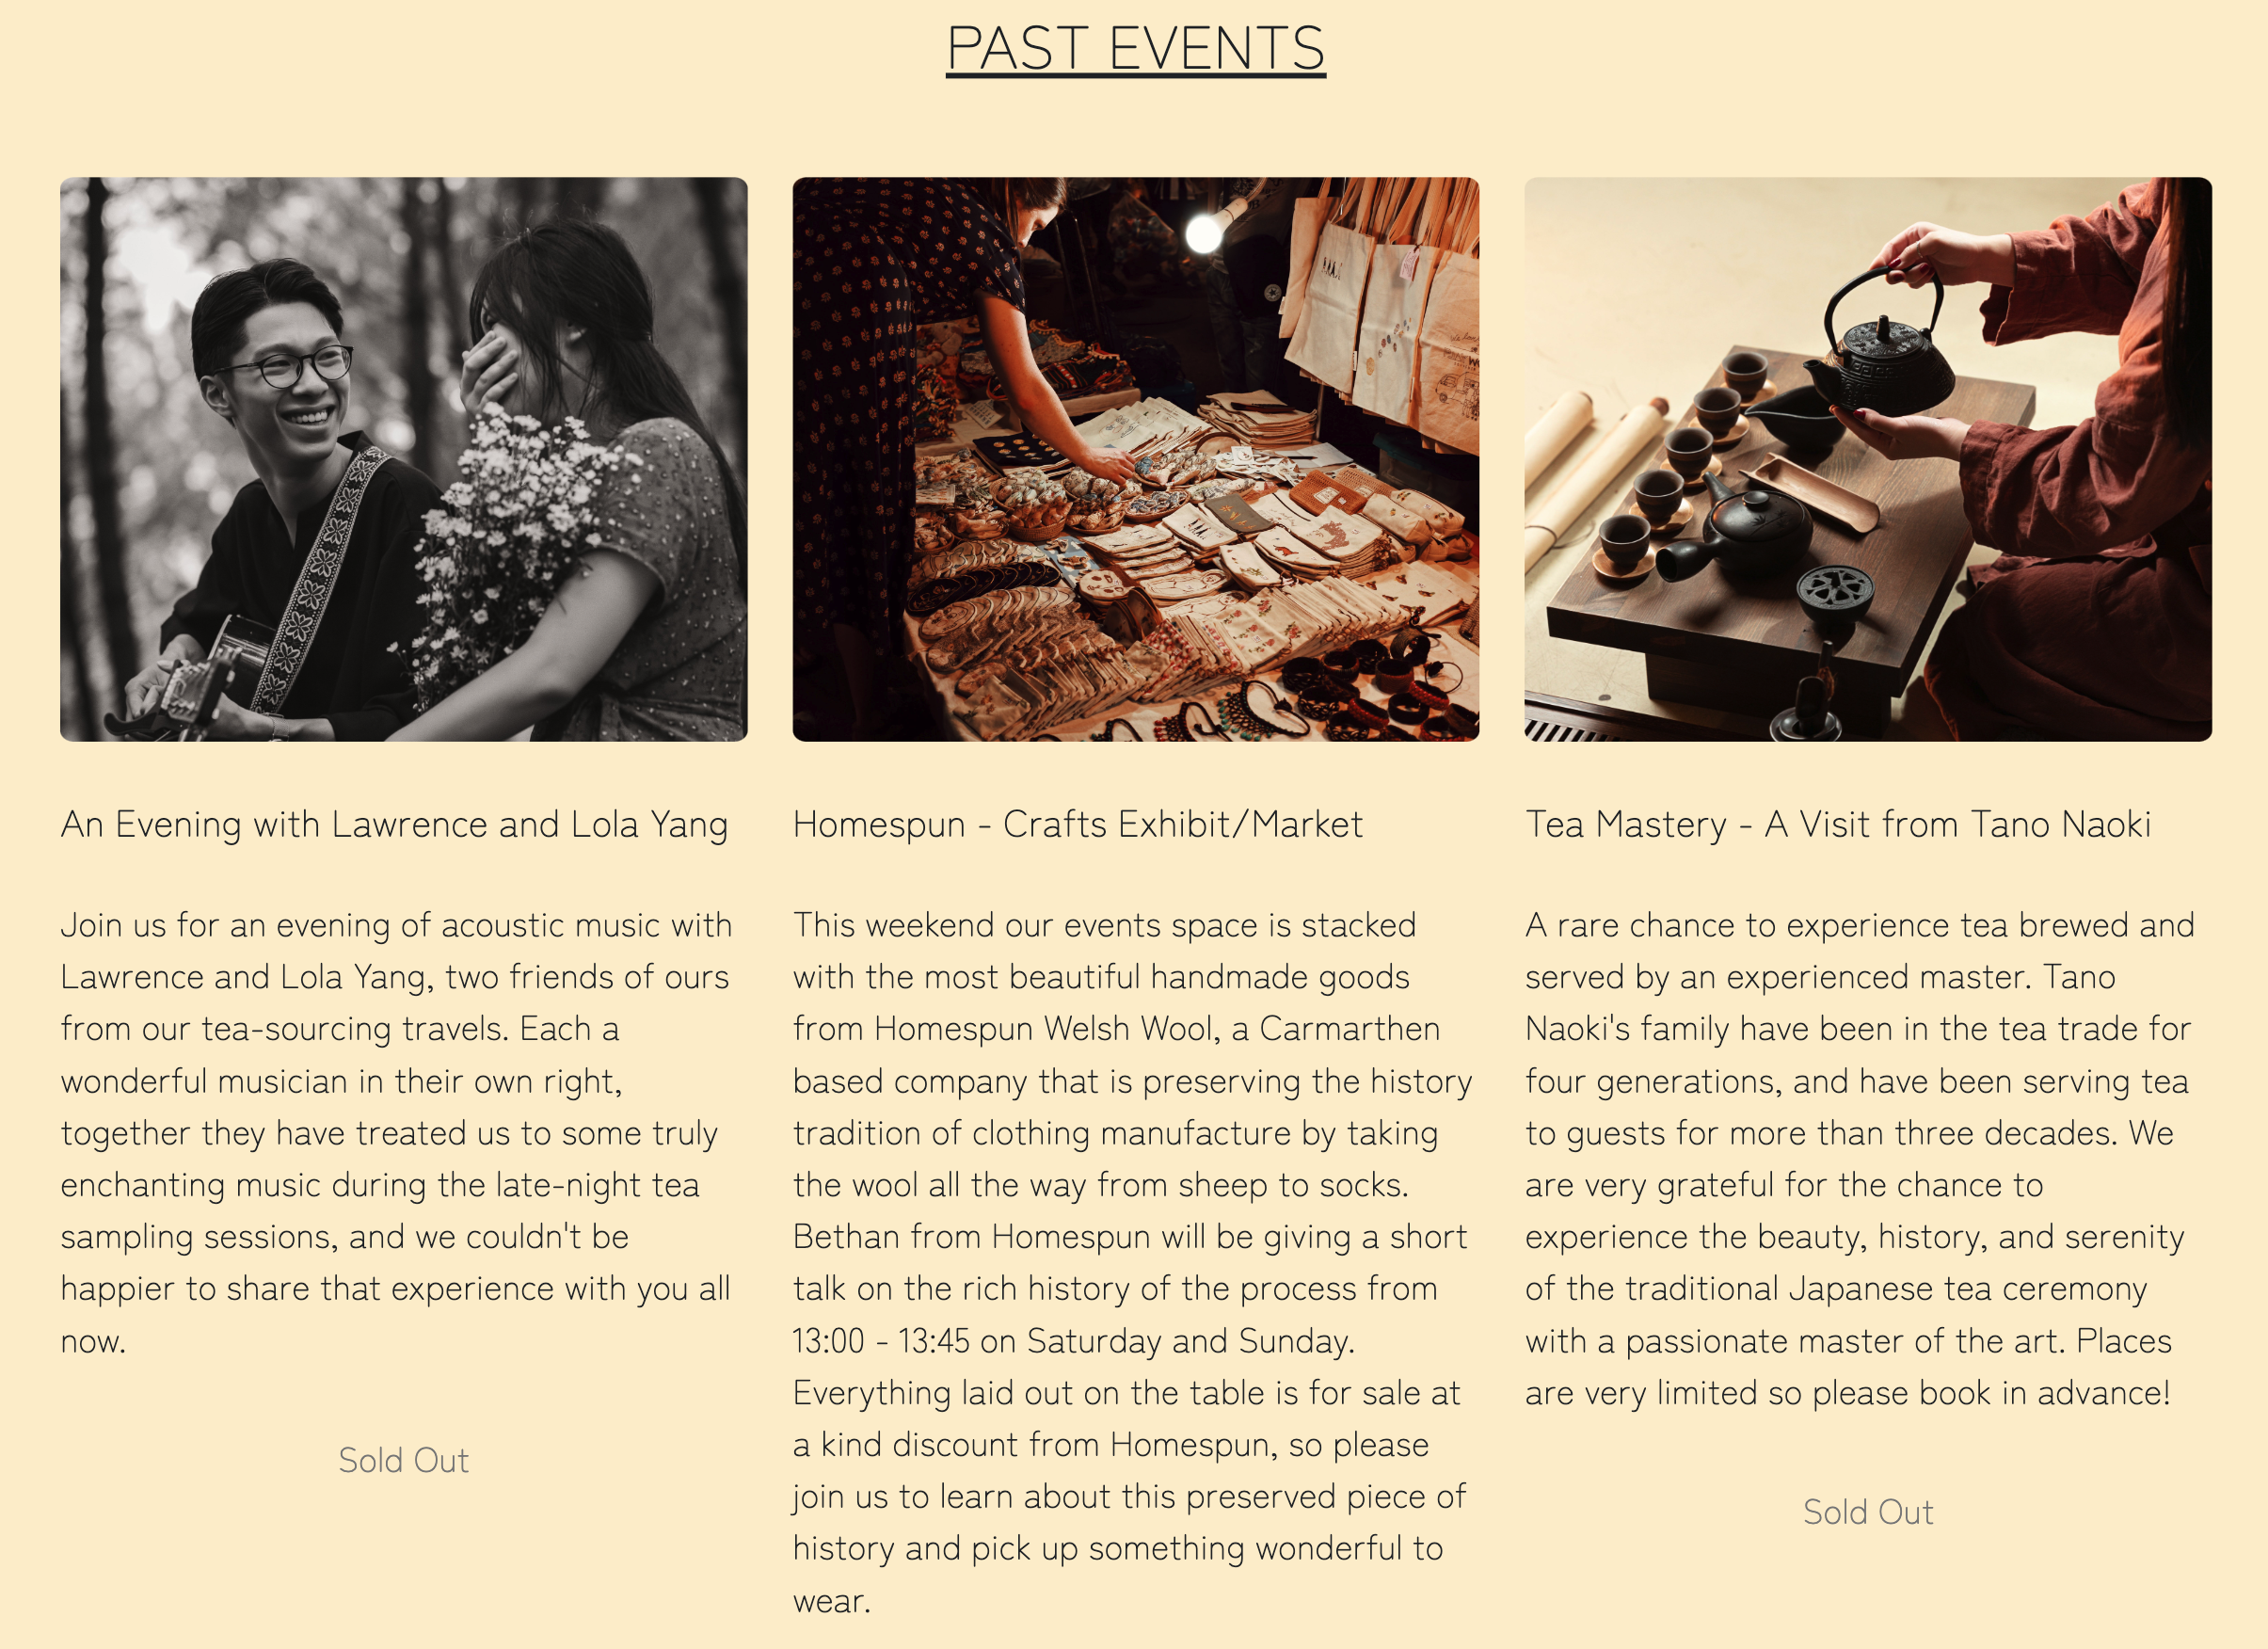 PAST EVENTS
An Evening with Lawrence and Lola Yang
Join us for an evening of acoustic music with
Lawrence and Lola Yang, two friends of ours
from our tea-sourcing travels. Each a
wonderful musician in their own right,
together they have treated us to some truly
enchanting music during the late-night tea
sampling sessions, and we couldn't be
happier to share that experience with you all
now.
Sold Out
Homespun - Crafts Exhibit/Market
This weekend our events space is stacked
with the most beautiful handmade goods
from Homespun Welsh Wool, a Carmarthen
based company that is preserving the history
tradition of clothing manufacture by taking
the wool all the way from sheep to socks.
Bethan from Homespun will be giving a short
talk on the rich history of the process from
13:00 - 13:45 on Saturday and Sunday.
Everything laid out on the table is for sale at
a kind discount from Homespun, so please
join us to learn about this preserved piece of
history and pick up something wonderful to
wear.
Tea Mastery - A Visit from Tano Naoki
A rare chance to experience tea brewed and
served by an experienced master. Tano
Naoki's family have been in the tea trade for
four generations, and have been serving tea
to guests for more than three decades. We
are very grateful for the chance to
experience the beauty, history, and serenity
of the traditional Japanese tea ceremony
with a passionate master of the art. Places
are very limited so please book in advance!
Sold Out